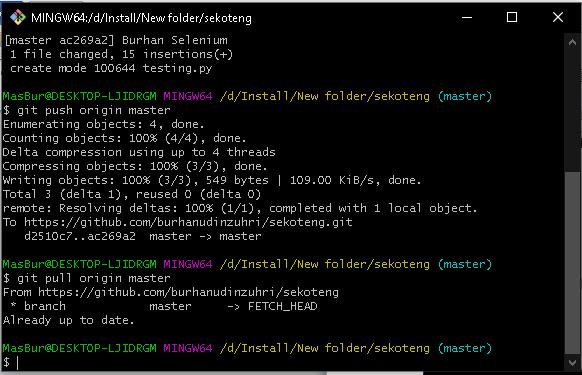 MINGW64:/d/Install/New folder/sekoteng
[master ac269a2] Burhan Selenium
 1 file changed, 15 insertions(+)
 create mode 100644 testing.py
MasBur@DESKTOP-LJIDRGM MINGW64 /d/Install/New folder/sekoteng (master)
$ git push origin master
Enumerating objects: 4, done.
Counting objects: 100% (4/4), done.
Delta compression using up to 4 threads
Compressing objects: 100% (3/3), done.
Writing objects: 100% (3/3), 549 bytes | 109.00 KiB/s, done.
Total 3 (delta 1), reused 0 (delta 0)
remote: Resolving deltas: 100% (1/1), completed with 1 local object.
To https://github.com/burhanudinzuhri/sekoteng.git
   d2510c7..ac269a2  master -> master
MasBur@DESKTOP-LJIDRGM MINGW64 /d/Install/New folder/sekoteng (master)
$ git pull origin master
From https://github.com/burhanudinzuhri/sekoteng
 * branch            master     -> FETCH_HEAD
Already up to date.
MasBur@DESKTOP-LJIDRGM MINGW64 /d/Install/New folder/sekoteng (master)
$